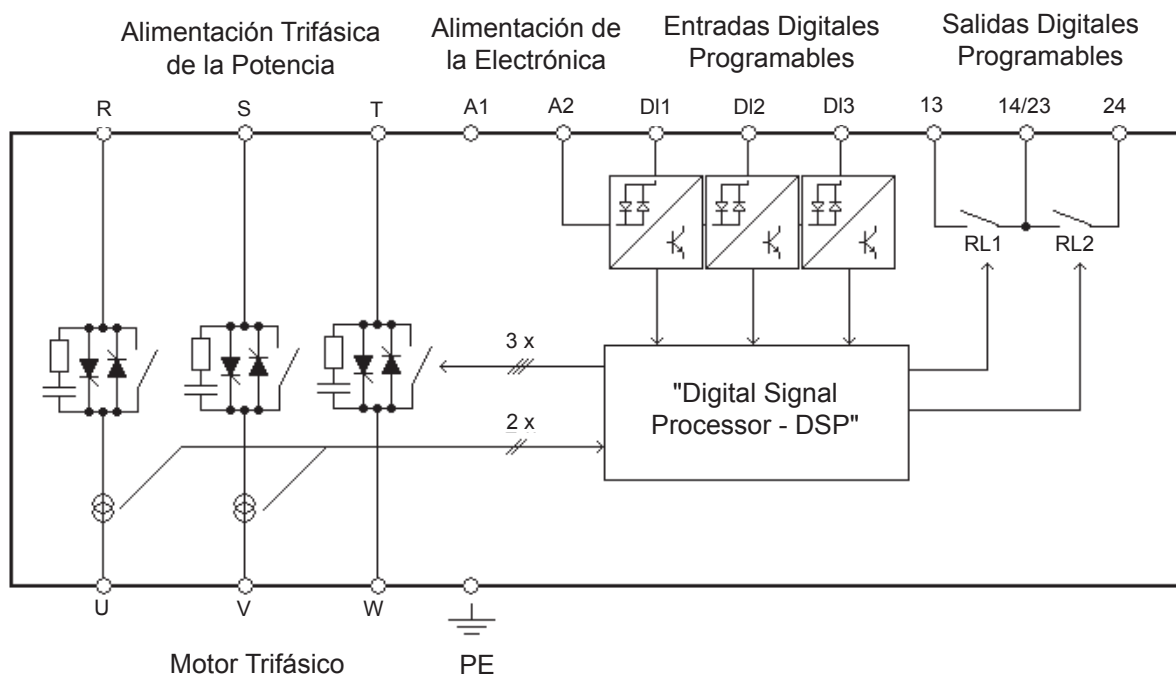 Alimentación Trifásica
de la Potencia
Alimentación de
la Electrónica
Entradas Digitales
Programables
Salidas Digitales
Programables
R
S
T
A1
A2
DI1
DI2
DI3
13
14/23
24
RL1
RL2
3 x
2 x
"Digital Signal
Processor - DSP"
U
V
W
Motor Trifásico
PE